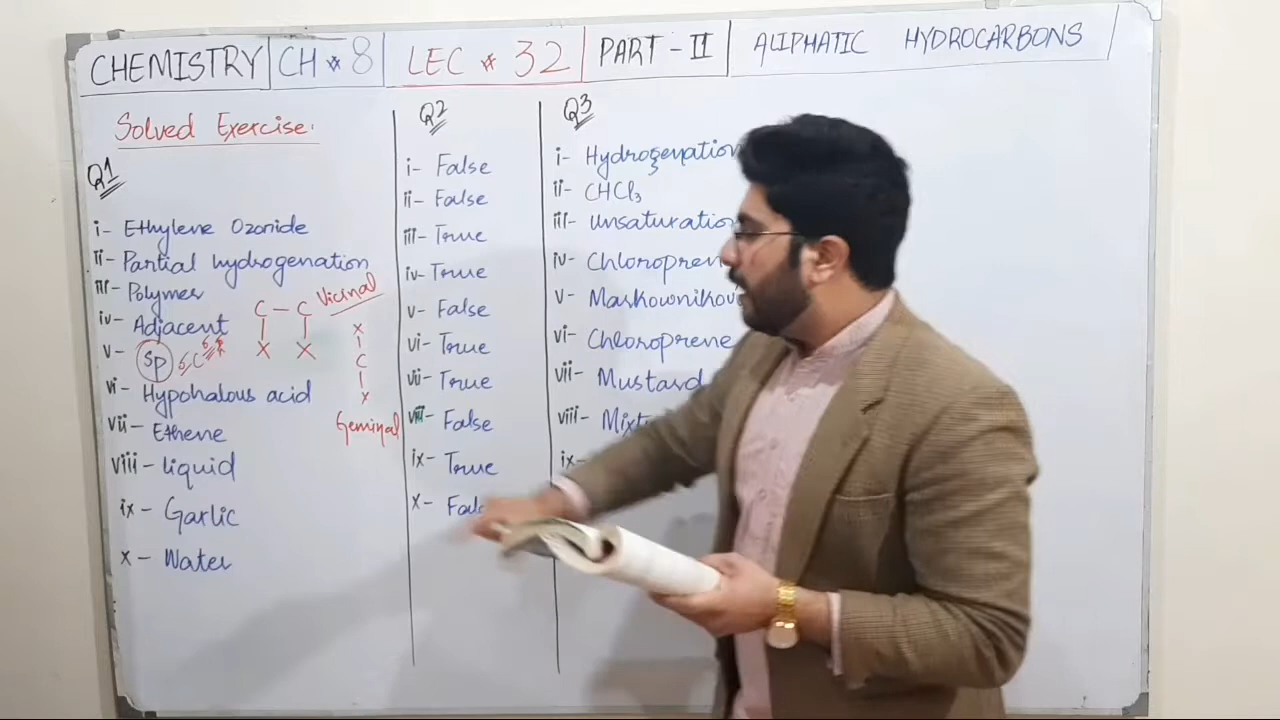 CHEMISTRY CH * 8 LEC * 32 PART - II ALIPHATIC HYDROCARBONS
Solved Exercise.
Q1
i- Ethylene Ozonide
ii- Partial hydrogenation
iii- Polymer
iv- Adjacent
v- Sp
vi- Hypohalous acid
vii- Ethene
viii- liquid
ix- Garlic
x- Water
C - C
X X
Vicinal
X
C
X
Geminal
Q2
i- False
ii- False
iii- True
iv- True
v- False
vi- True
vii- True
viii- False
ix- True
x-
Q3
i- Hydrogenation
ii- CHCl3
iii- Unsaturation
iv- Chloropren
v- Markownikov
vi- Chloroprene
vii- Mustard
viii-
ix-